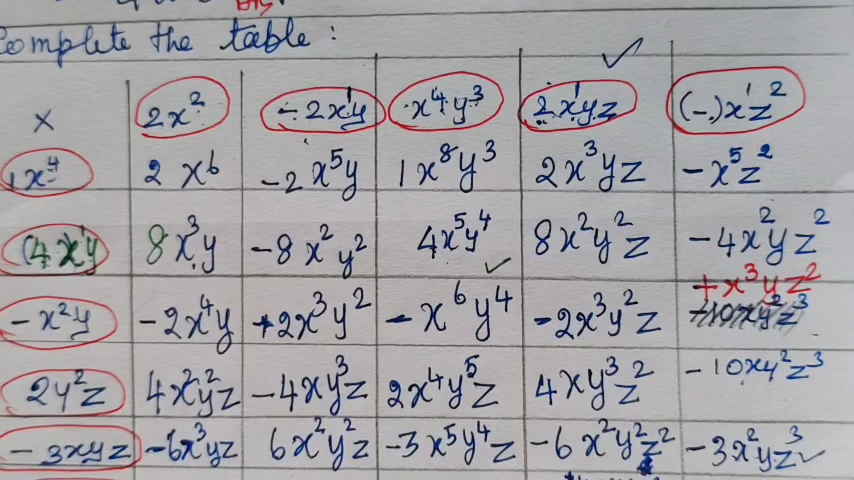 Complete the table :
× 2x² -2x¹y x⁴y³ 2x¹yz (-)x¹z²
1x⁴ 2x⁶ -2x⁵y 1x⁸y³ 2x³yz -x⁵z²
(4x¹y 8x³y -8x²y² 4x⁵y⁴ 8x²y²z -4x²yz²
+x³yz²
-x²y -2x⁴y +2x³y² -x⁶y⁴ -2x³y²z
2y²z 4x²y²z -4xy³z 2x⁴y⁵z 4xy³z² -10xy²z³
-3xyz -6x³yz 6x²y²z -3x⁵y⁴z -6x²y²z² -3x²yz³